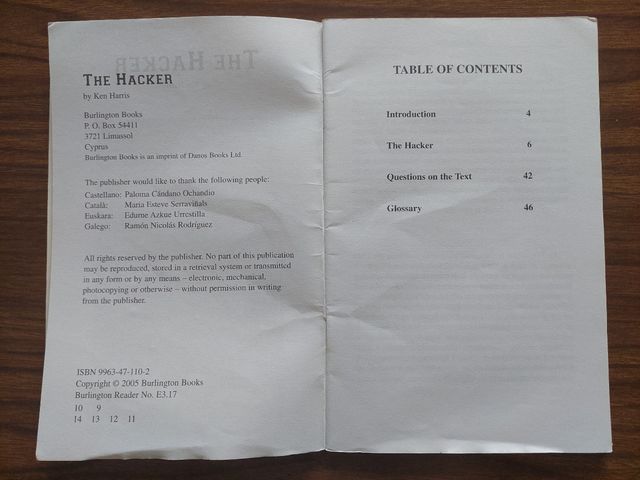 THE HACKER
by Ken Harris
Burlington Books
P. O. Box 54411
3721 Limassol
Cyprus
Burlington Books is an imprint of Danos Books Ltd.
The publisher would like to thank the following people:
Castellano: Paloma Cándano Ochandio
Català: Maria Esteve Serraviñals
Euskara: Edurne Azkue Urrestilla
Galego: Ramón Nicolás Rodríguez
All rights reserved by the publisher. No part of this publication
may be reproduced, stored in a retrieval system or transmitted
in any form or by any means – electronic, mechanical,
photocopying or otherwise – without permission in writing
from the publisher.
ISBN 9963-47-110-2
Copyright © 2005 Burlington Books
Burlington Reader No. E3.17
10 9
14 13 12 11
TABLE OF CONTENTS
Introduction 4
The Hacker 6
Questions on the Text 42
Glossary 46